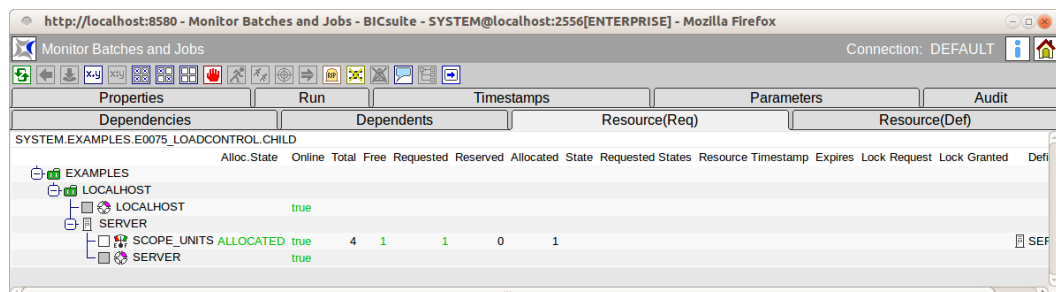 http://localhost:8580 - Monitor Batches and Jobs - BICsuite - SYSTEM@localhost:2556[ENTERPRISE] - Mozilla Firefox
Monitor Batches and Jobs Connection: DEFAULT
x,y x:y RIP
Properties Run Timestamps Parameters Audit
Dependencies Dependents Resource(Req) Resource(Def)
SYSTEM.EXAMPLES.E0075_LOADCONTROL.CHILD
Alloc.State Online Total Free Requested Reserved Allocated State Requested States Resource Timestamp Expires Lock Request Lock Granted Defi
EXAMPLES
LOCALHOST
LOCALHOST true
SERVER
SCOPE_UNITS ALLOCATED true 4 1 1 0 1 SER
SERVER true